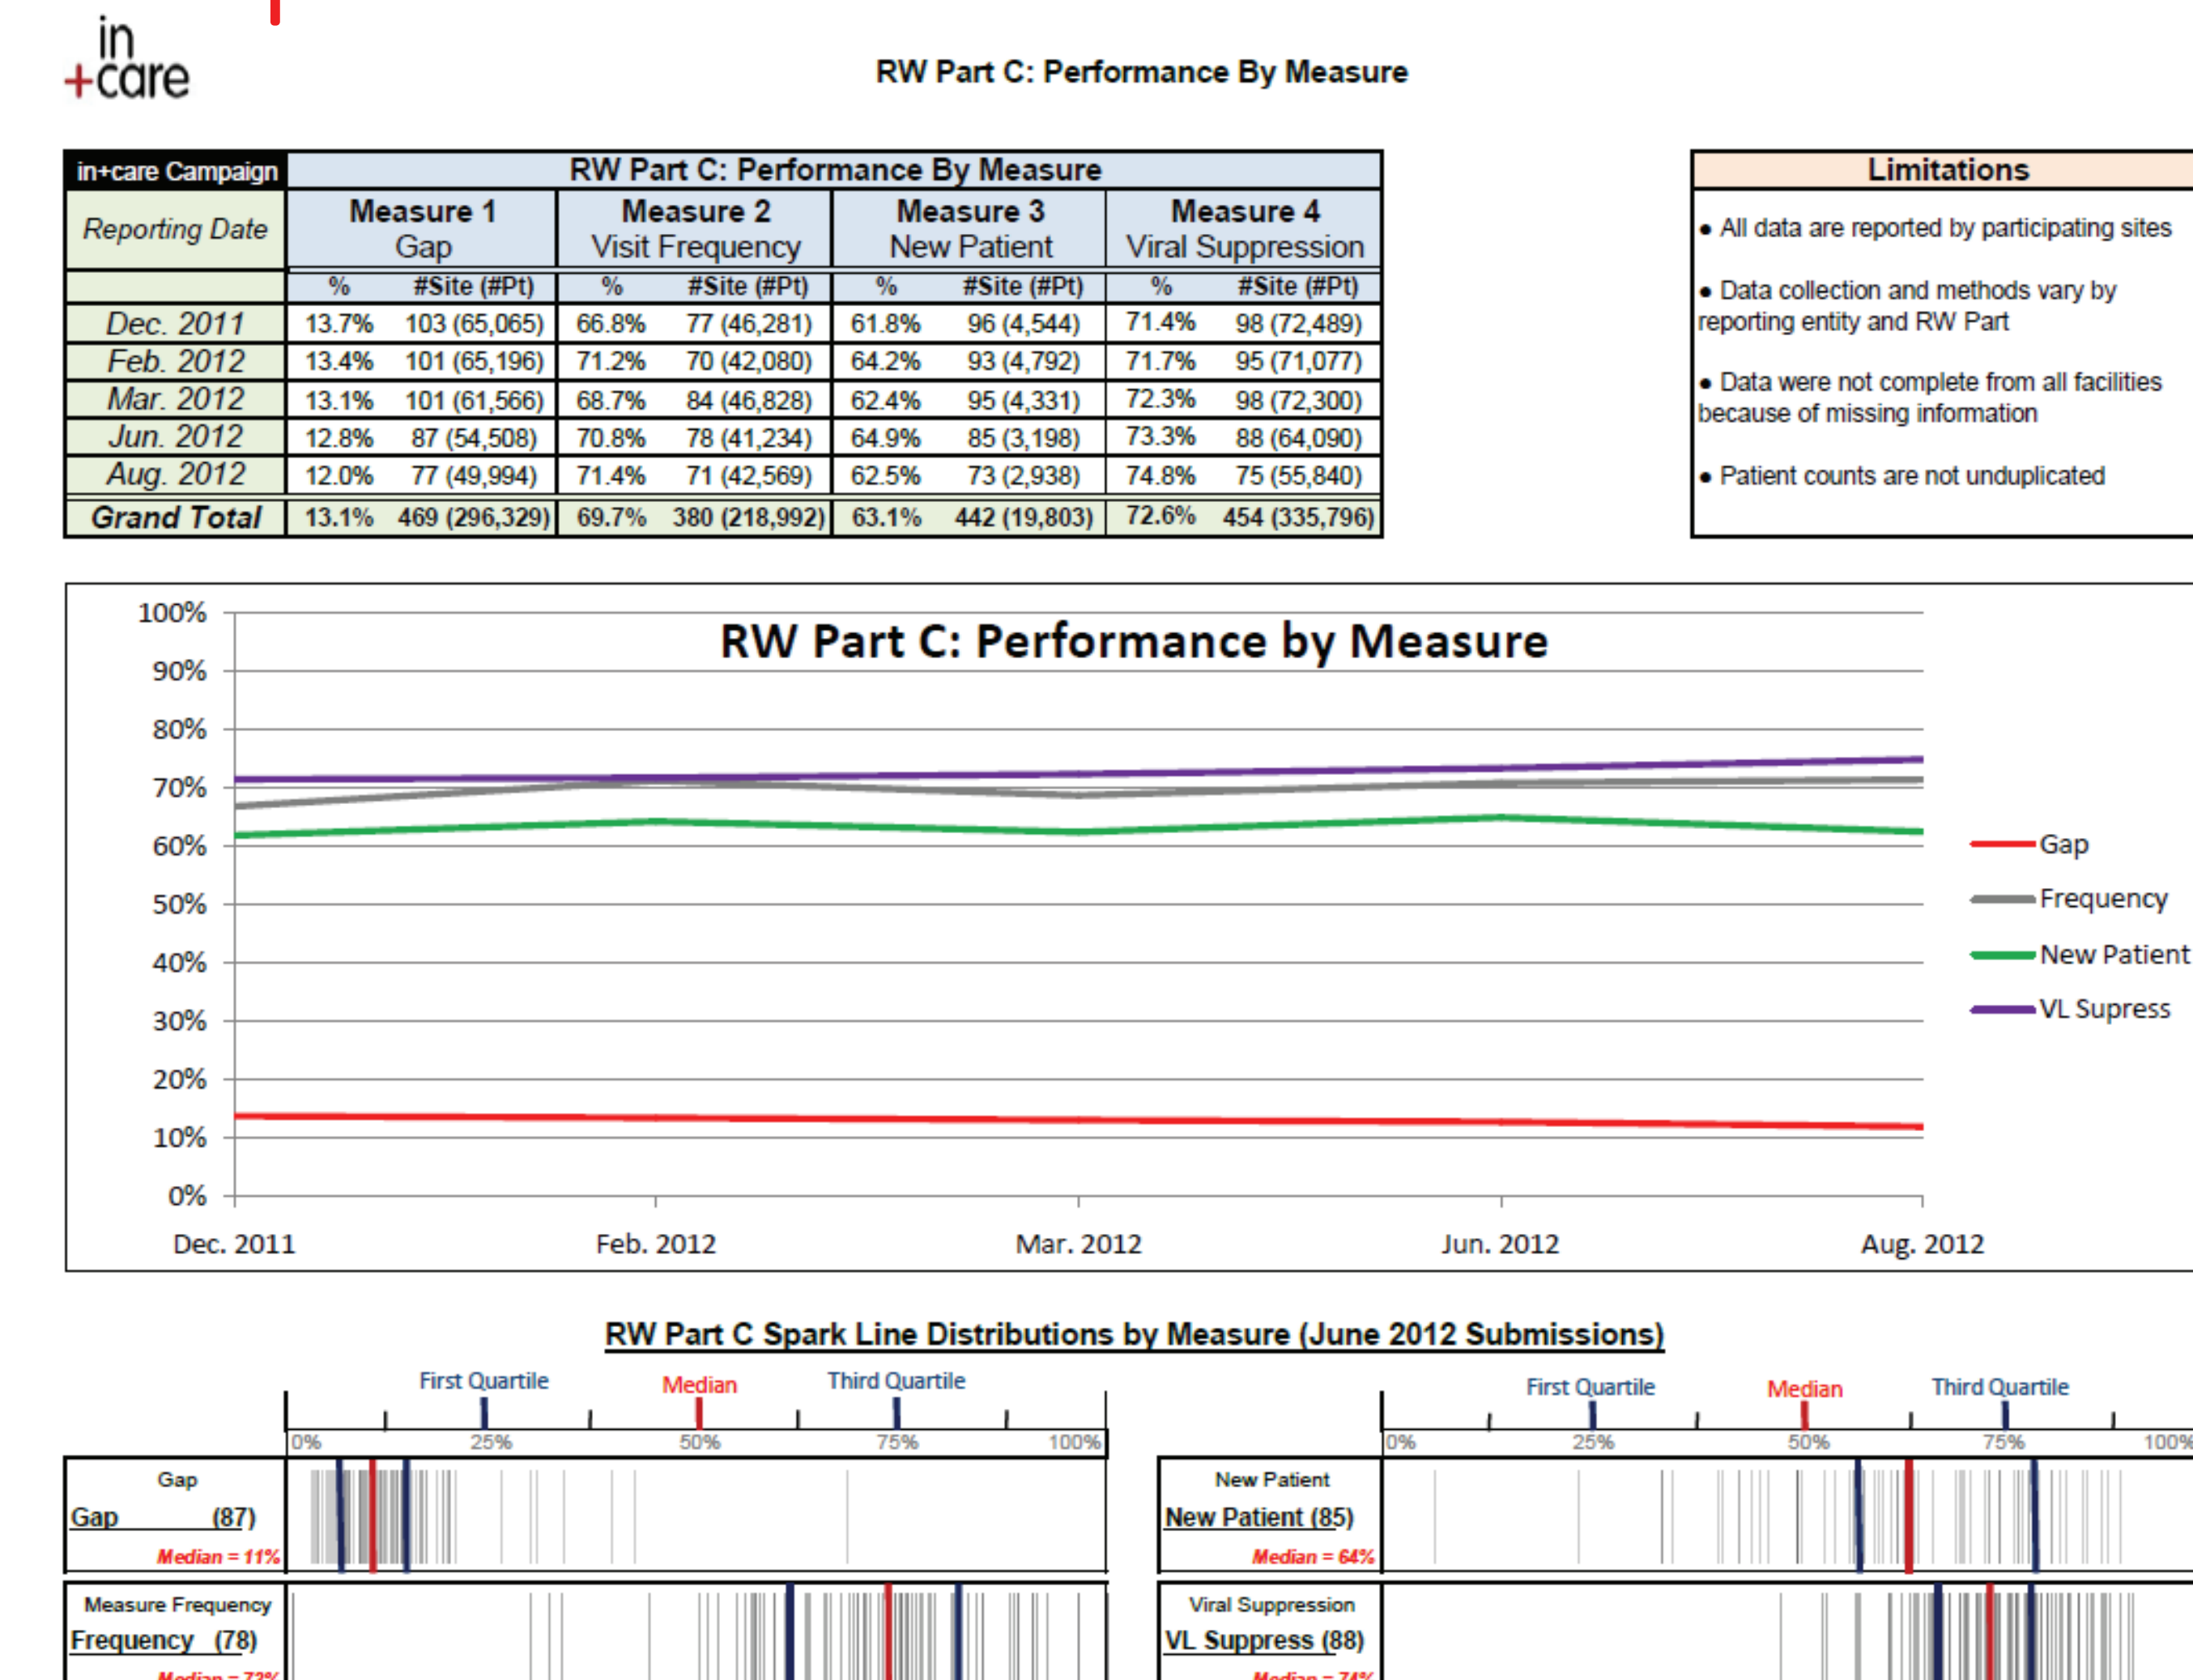 in
+care
RW Part C: Performance By Measure
in+care Campaign
RW Part C: Performance By Measure
Reporting Date
Measure 1
Gap
Measure 2
Visit Frequency
Measure 3
New Patient
Measure 4
Viral Suppression
% #Site (#Pt) % #Site (#Pt) % #Site (#Pt) % #Site (#Pt)
Dec. 2011 13.7% 103 (65,065) 66.8% 77 (46,281) 61.8% 96 (4,544) 71.4% 98 (72,489)
Feb. 2012 13.4% 101 (65,196) 71.2% 70 (42,080) 64.2% 93 (4,792) 71.7% 95 (71,077)
Mar. 2012 13.1% 101 (61,566) 68.7% 84 (46,828) 62.4% 95 (4,331) 72.3% 98 (72,300)
Jun. 2012 12.8% 87 (54,508) 70.8% 78 (41,234) 64.9% 85 (3,198) 73.3% 88 (64,090)
Aug. 2012 12.0% 77 (49,994) 71.4% 71 (42,569) 62.5% 73 (2,938) 74.8% 75 (55,840)
Grand Total 13.1% 469 (296,329) 69.7% 380 (218,992) 63.1% 442 (19,803) 72.6% 454 (335,796)
Limitations
● All data are reported by participating sites
● Data collection and methods vary by
reporting entity and RW Part
● Data were not complete from all facilities
because of missing information
● Patient counts are not unduplicated
RW Part C: Performance by Measure
100%
90%
80%
70%
60%
50%
40%
30%
20%
10%
0%
Dec. 2011 Feb. 2012 Mar. 2012 Jun. 2012 Aug. 2012
Gap
Frequency
New Patient
VL Supress
RW Part C Spark Line Distributions by Measure (June 2012 Submissions)
First Quartile Median Third Quartile
0% 25% 50% 75% 100%
Gap
Gap (87)
Median = 11%
Measure Frequency
Frequency (78)
Median = 73%
First Quartile Median Third Quartile
0% 25% 50% 75% 100%
New Patient
New Patient (85)
Median = 64%
Viral Suppression
VL Suppress (88)
Median = 74%